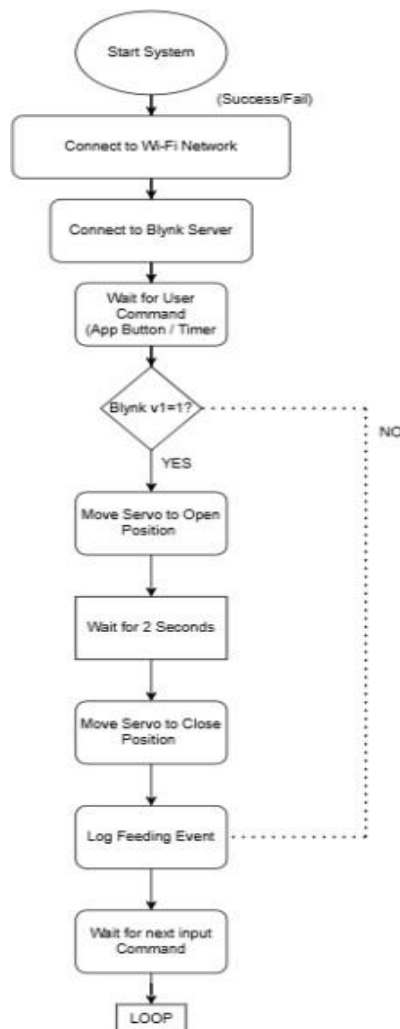 Start System
(Success/Fail)
Connect to Wi-Fi Network
Connect to Blynk Server
Wait for User
Command
(App Button / Timer
Blynk v1=1?
NO
YES
Move Servo to Open
Position
Wait for 2 Seconds
Move Servo to Close
Position
Log Feeding Event
Wait for next input
Command
LOOP